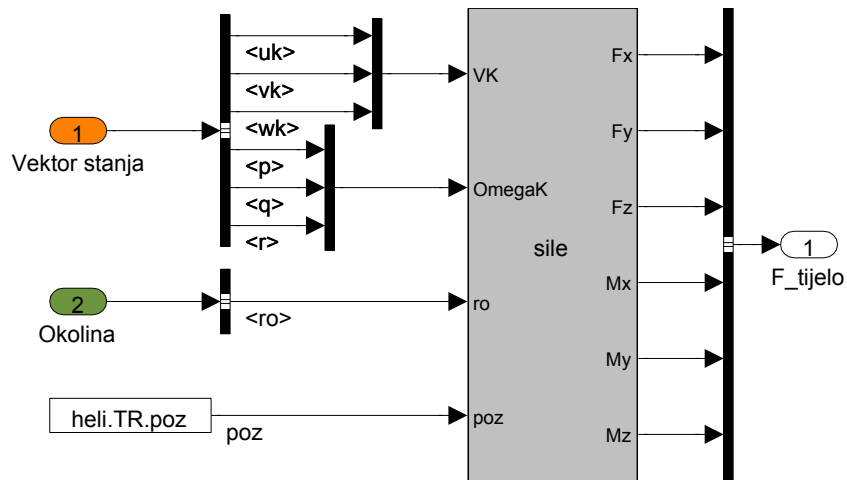 1
Vektor stanja
<uk>
<vk>
<wk>
<p>
<q>
<r>
2
Okolina
<ro>
heli.TR.poz
poz
VK
OmegaK
ro
poz
sile
Fx
Fy
Fz
Mx
My
Mz
1
F_tijelo